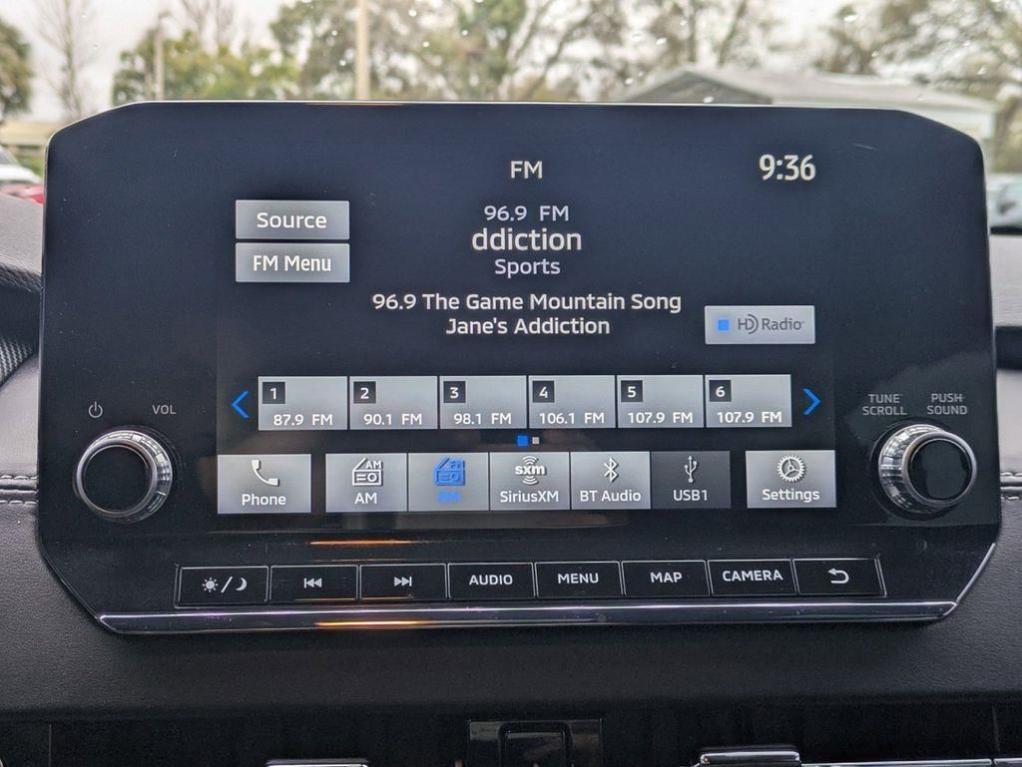 FM
9:36
Source
96.9 FM
ddiction
FM Menu
Sports
96.9 The Game Mountain Song
Jane's Addiction
HD Radio
1
87.9 FM
2
90.1 FM
3
98.1 FM
4
106.1 FM
5
107.9 FM
6
107.9 FM
VOL
TUNE
SCROLL
PUSH
SOUND
Phone
AM
AM
FM
sxm
SiriusXM
BT Audio
USB1
Settings
AUDIO
MENU
MAP
CAMERA